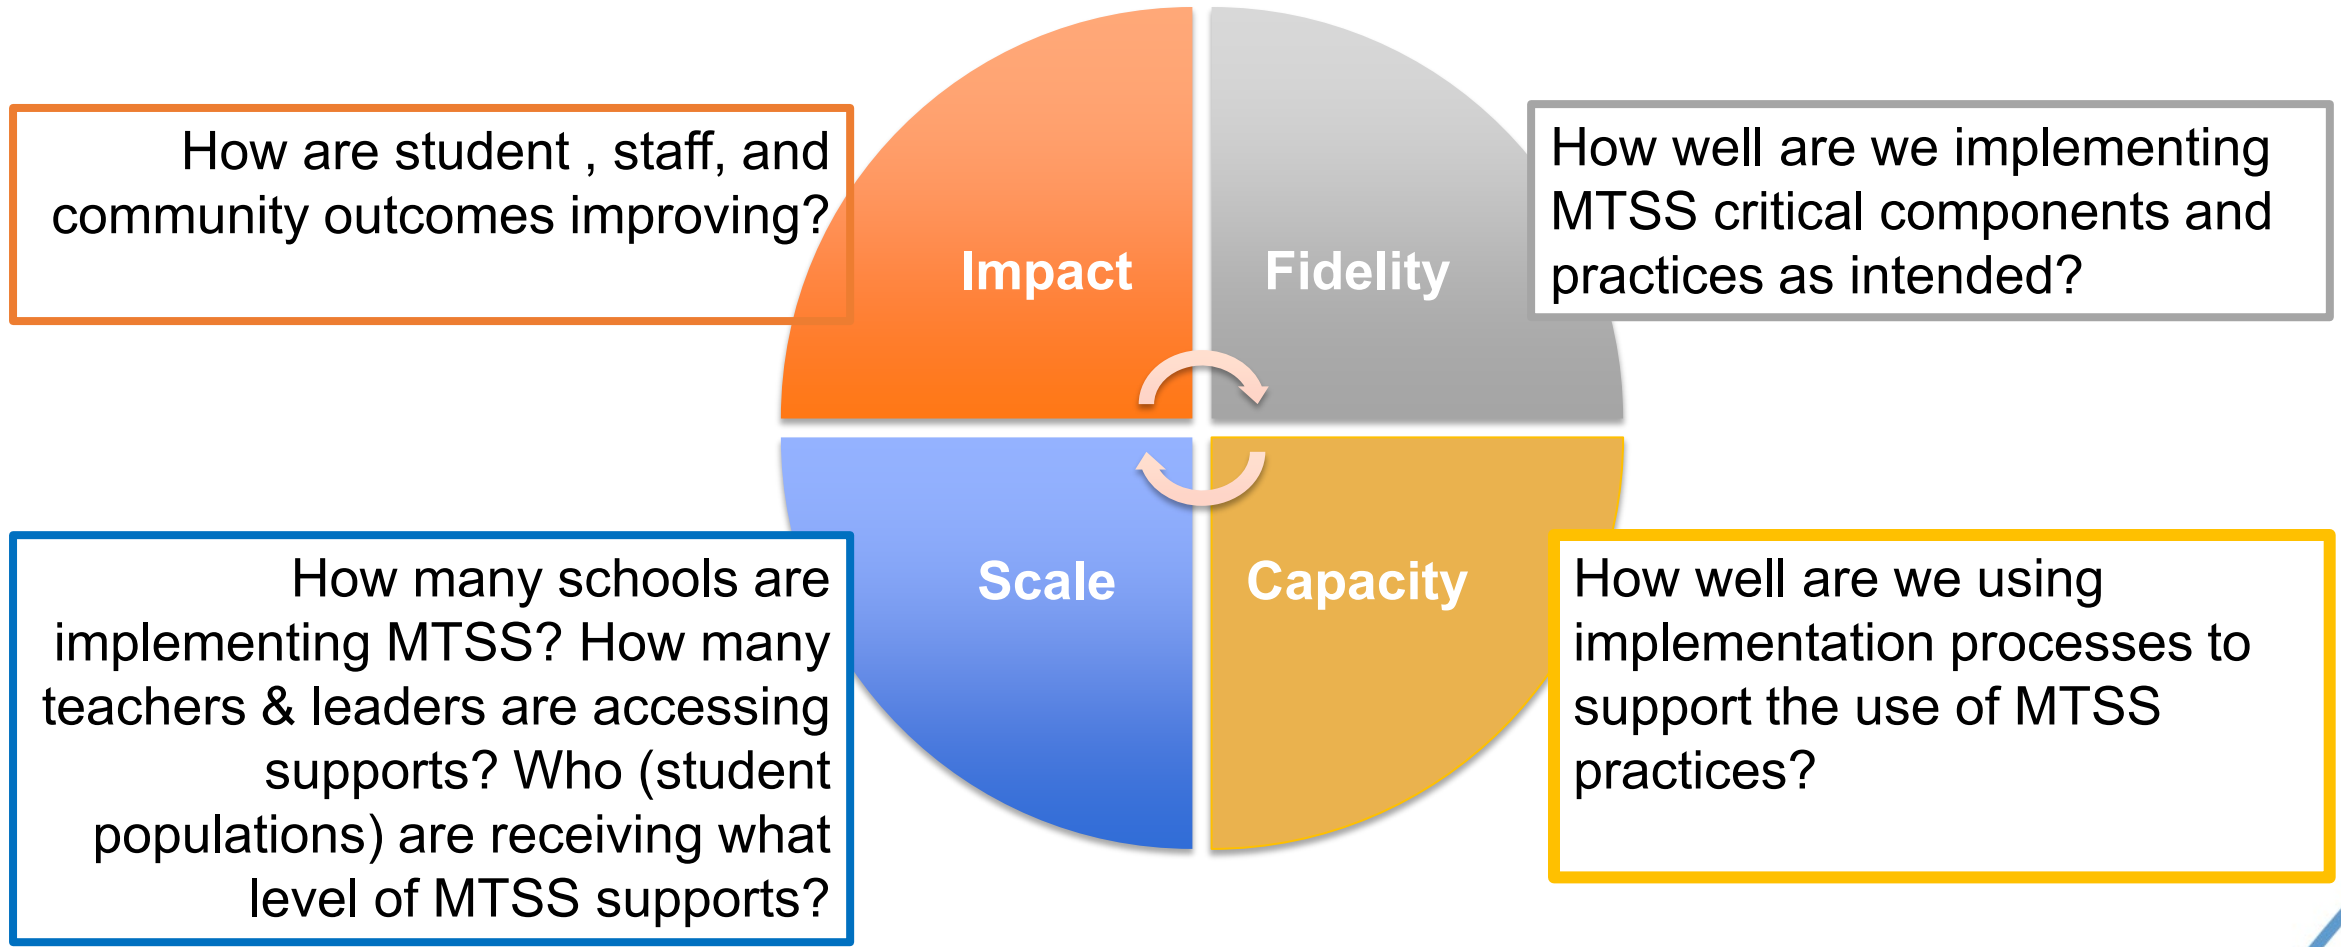 How are student , staff, and
community outcomes improving?
Impact
Fidelity
How well are we implementing
MTSS critical components and
practices as intended?
How many schools are
implementing MTSS? How many
teachers & leaders are accessing
supports? Who (student
populations) are receiving what
level of MTSS supports?
Scale
Capacity
How well are we using
implementation processes to
support the use of MTSS
practices?